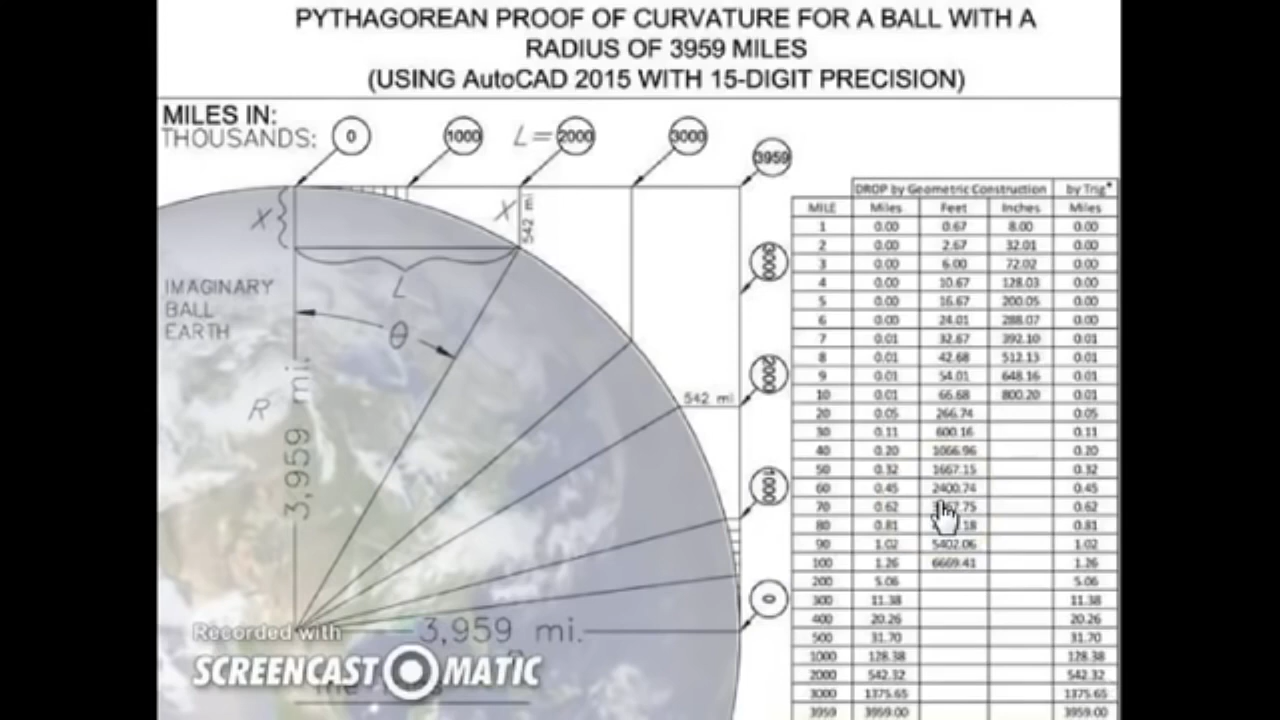 PYTHAGOREAN PROOF OF CURVATURE FOR A BALL WITH A
RADIUS OF 3959 MILES
(USING AutoCAD 2015 WITH 15-DIGIT PRECISION)
MILES IN:
THOUSANDS:
0
1000
L=2000
3000
3959
X
X
542 mi
L
IMAGINARY
BALL
EARTH
θ
R
3,959 mi.
542 mi
3000
2000
1000
0
3,959 mi.
Recorded with
SCREENCAST MATIC
DROP by Geometric Construction by Trig*
MILE Miles Feet Inches Miles
1 0.00 0.67 8.00 0.00
2 0.00 2.67 32.01 0.00
3 0.00 6.00 72.02 0.00
4 0.00 10.67 128.03 0.00
5 0.00 16.67 200.05 0.00
6 0.00 24.01 288.07 0.00
7 0.01 32.67 392.10 0.01
8 0.01 42.68 512.13 0.01
9 0.01 54.01 648.16 0.01
10 0.01 66.68 800.20 0.01
20 0.05 266.74 0.05
30 0.11 600.16 0.11
40 0.20 1066.96 0.20
50 0.32 1667.15 0.32
60 0.45 2400.74 0.45
70 0.62 0.62
80 0.81 0.81
90 1.02 5402.06 1.02
100 1.26 6669.41 1.26
200 5.06 5.06
300 11.38 11.38
400 20.26 20.26
500 31.70 31.70
1000 128.38 128.38
2000 542.32 542.32
3000 1375.65 1375.65
3959 3959.00 3959.00